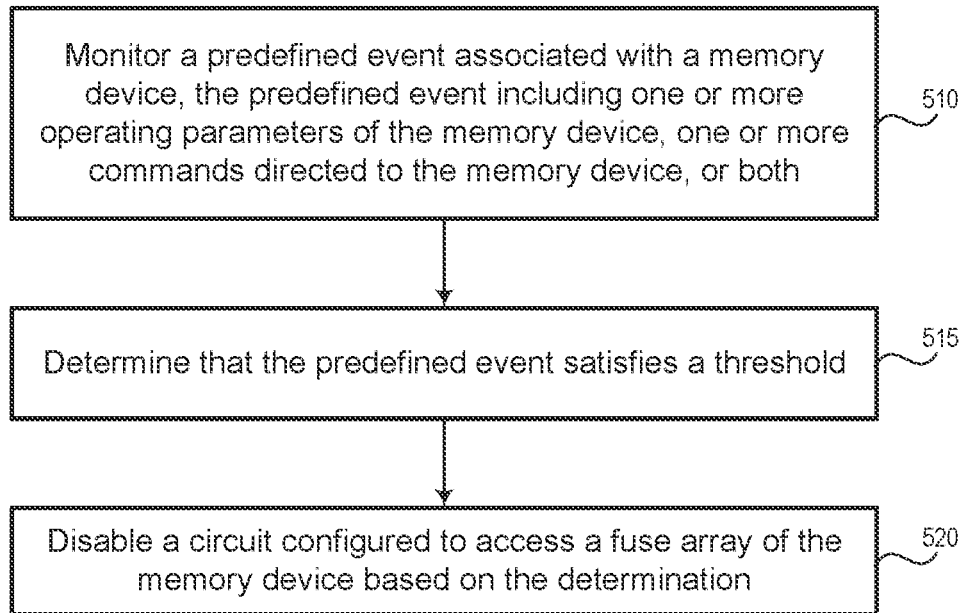 Monitor a predefined event associated with a memory
device, the predefined event including one or more
operating parameters of the memory device, one or more
commands directed to the memory device, or both
510
Determine that the predefined event satisfies a threshold
515
Disable a circuit configured to access a fuse array of the
memory device based on the determination
520